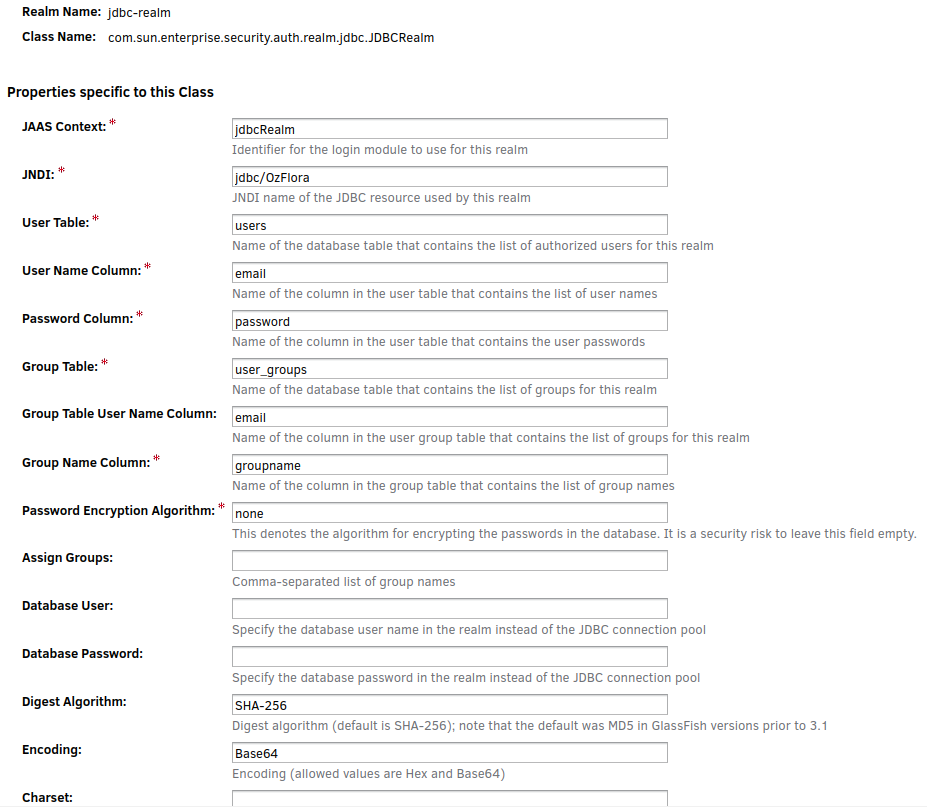 Realm Name: jdbc-realm
Class Name: com.sun.enterprise.security.auth.realm.jdbc.JDBCRealm
Properties specific to this Class
JAAS Context: * jdbcRealm
Identifier for the login module to use for this realm
JNDI: * jdbc/OzFlora
JNDI name of the JDBC resource used by this realm
User Table: * users
Name of the database table that contains the list of authorized users for this realm
User Name Column: * email
Name of the column in the user table that contains the list of user names
Password Column: * password
Name of the column in the user table that contains the user passwords
Group Table: * user_groups
Name of the database table that contains the list of groups for this realm
Group Table User Name Column: email
Name of the column in the user group table that contains the list of groups for this realm
Group Name Column: * groupname
Name of the column in the group table that contains the list of group names
Password Encryption Algorithm: * none
This denotes the algorithm for encrypting the passwords in the database. It is a security risk to leave this field empty.
Assign Groups:
Comma-separated list of group names
Database User:
Specify the database user name in the realm instead of the JDBC connection pool
Database Password:
Specify the database password in the realm instead of the JDBC connection pool
Digest Algorithm: SHA-256
Digest algorithm (default is SHA-256); note that the default was MD5 in GlassFish versions prior to 3.1
Encoding: Base64
Encoding (allowed values are Hex and Base64)
Charset: